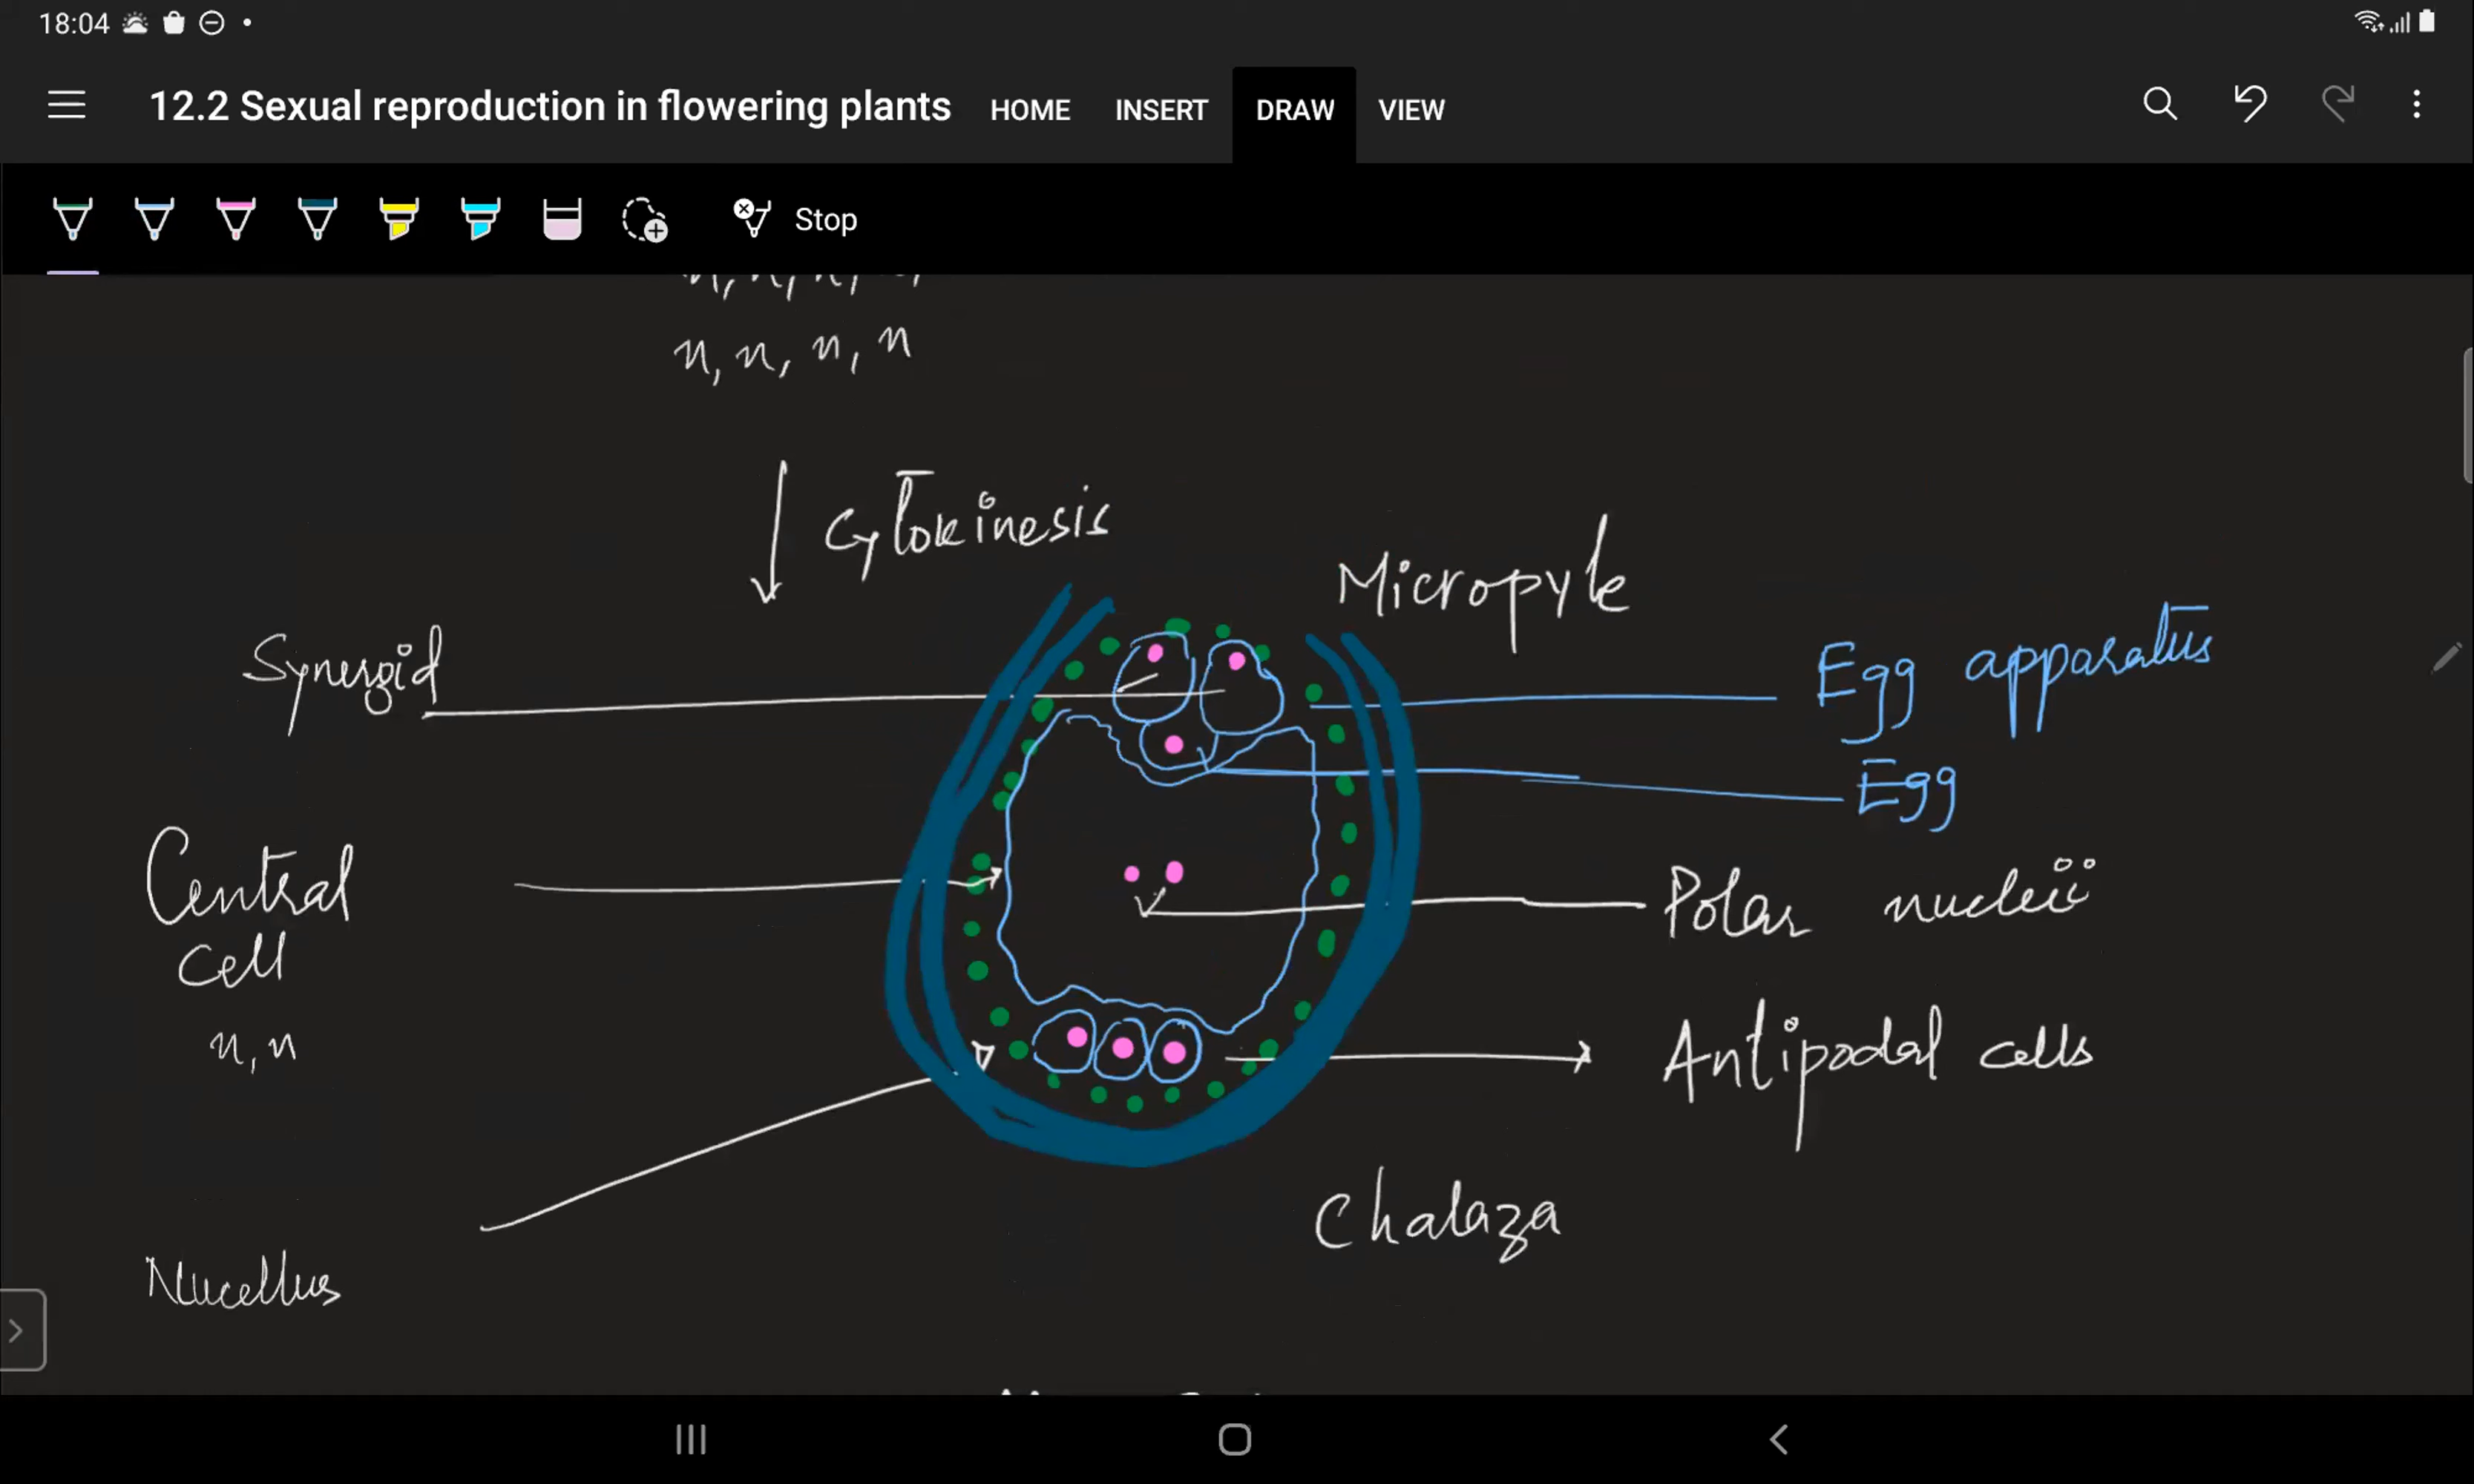 18:04
12.2 Sexual reproduction in flowering plants HOME INSERT DRAW VIEW
Stop
n, n, n, n
Cytokinesis
Micropyle
Synergid
Egg apparatus
Egg
Central
cell
n, n
Polar nucleii
Antipodal cells
Chalaza
Nucellus